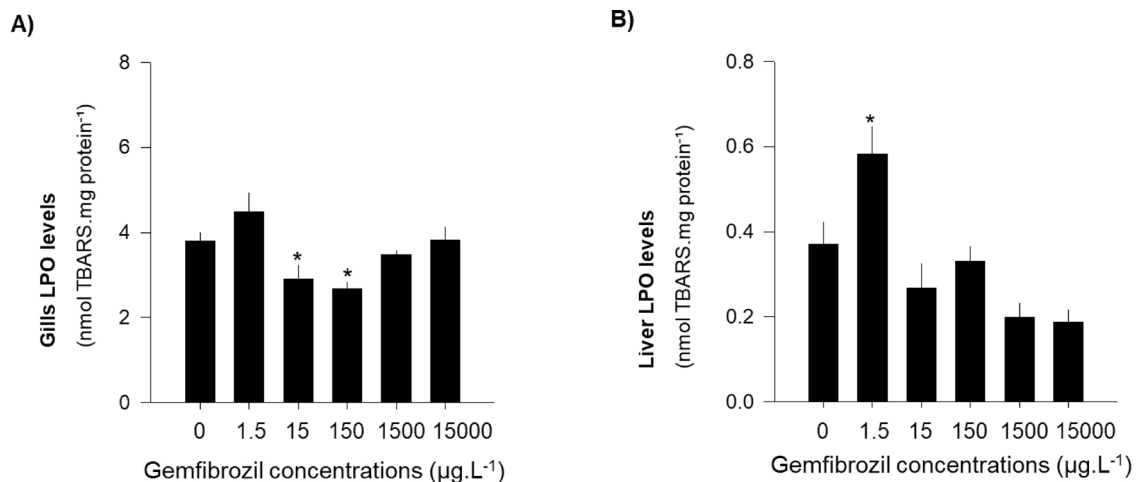 A)
Gills LPO levels
(nmol TBARS.mg protein⁻¹)
8
6
4
2
0
*
*
0 1.5 15 150 1500 15000
Gemfibrozil concentrations (µg.L⁻¹)
B)
Liver LPO levels
(nmol TBARS.mg protein⁻¹)
0.8
0.6
0.4
0.2
0.0
*
0 1.5 15 150 1500 15000
Gemfibrozil concentrations (µg.L⁻¹)